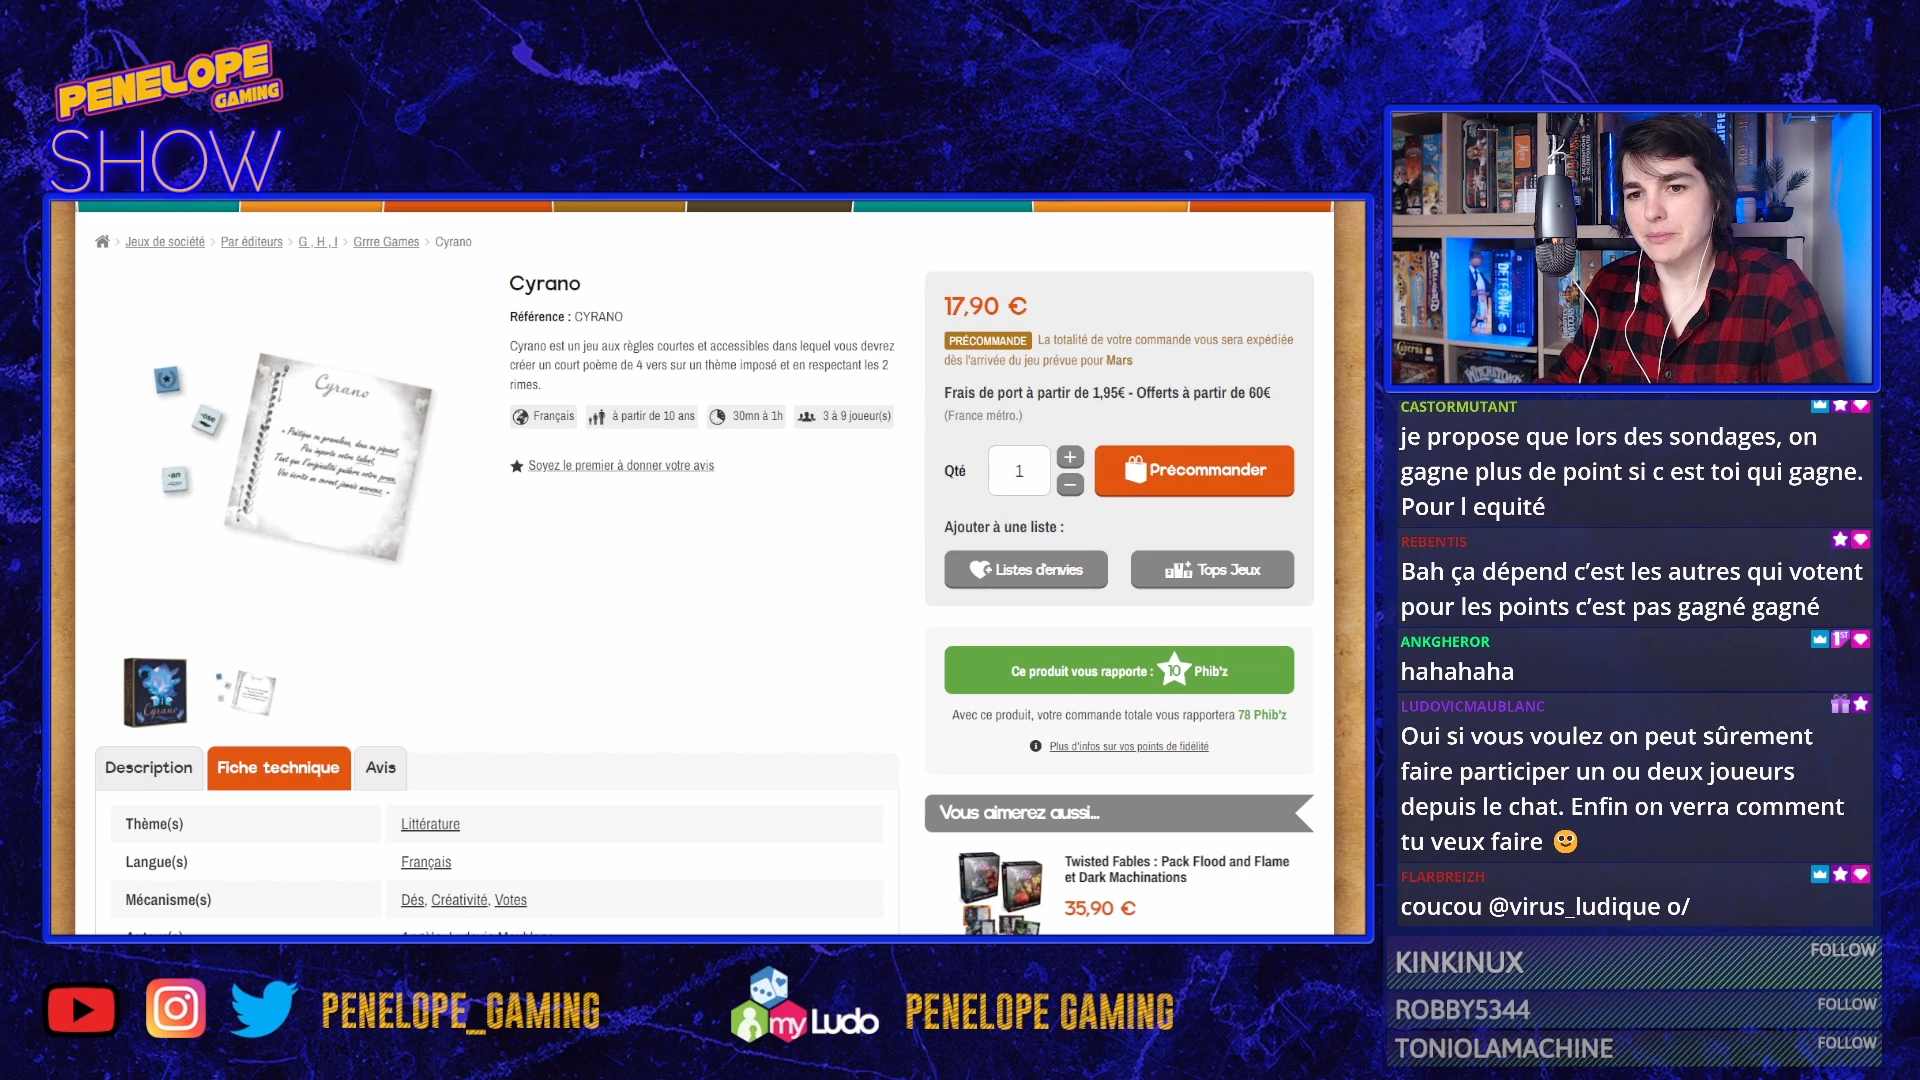 PENELOPE
GAMING
SHOW
Jeux de société > Par éditeurs > G , H , I > Grrre Games > Cyrano
Cyrano
Référence : CYRANO
Cyrano est un jeu aux règles courtes et accessibles dans lequel vous devrez
créer un court poème de 4 vers sur un thème imposé et en respectant les 2
rimes.
Français
à partir de 10 ans
30mn à 1h
3 à 9 joueur(s)
Soyez le premier à donner votre avis
Cyrano
-ose
-an
Cyrano
17,90 €
PRÉCOMMANDE La totalité de votre commande vous sera expédiée
dès l'arrivée du jeu prévue pour Mars
Frais de port à partir de 1,95€ - Offerts à partir de 60€
(France métro.)
Qté
1
+
−
Précommander
Ajouter à une liste :
Listes d'envies
Tops Jeux
Ce produit vous rapporte : 10 Phib'z
Avec ce produit, votre commande totale vous rapportera 78 Phib'z
Plus d'infos sur vos points de fidélité
Vous aimerez aussi...
Twisted Fables : Pack Flood and Flame
et Dark Machinations
35,90 €
Description
Fiche technique
Avis
Thème(s)
Littérature
Langue(s)
Français
Mécanisme(s)
Dés, Créativité, Votes
DETECTIVE
SMALLWORLD
CASTORMUTANT
je propose que lors des sondages, on
gagne plus de point si c est toi qui gagne.
Pour l equité
REBENTIS
Bah ça dépend c’est les autres qui votent
pour les points c’est pas gagné gagné
ANKGHEROR
1ST
hahahaha
LUDOVICMAUBLANC
Oui si vous voulez on peut sûrement
faire participer un ou deux joueurs
depuis le chat. Enfin on verra comment
tu veux faire
FLARBREIZH
coucou @virus_ludique o/
KINKINUX
FOLLOW
ROBBY5344
FOLLOW
TONIOLAMACHINE
FOLLOW
PENELOPE_GAMING
myLudo
PENELOPE GAMING